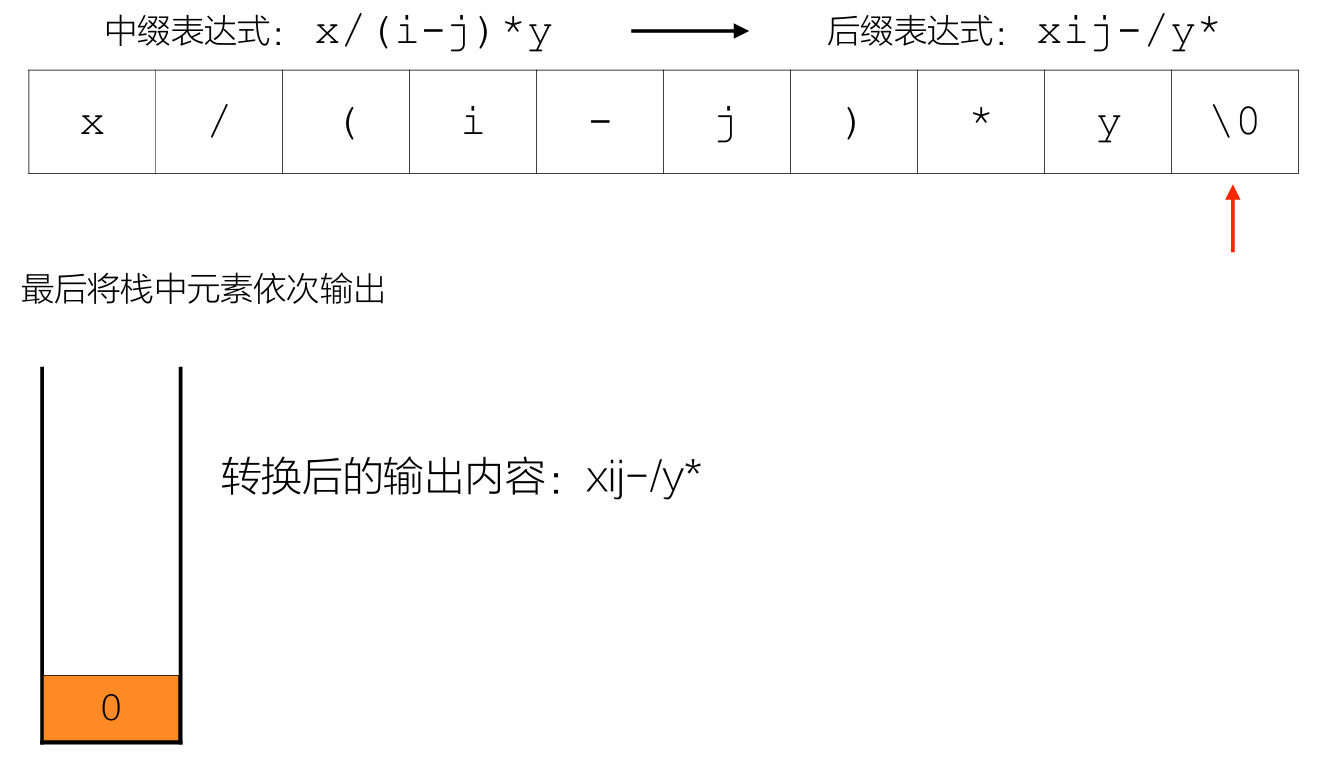 中缀表达式： x/(i-j)*y 后缀表达式： xij-/y*
x / ( i - j ) * y \0
最后将栈中元素依次输出
转换后的输出内容：xij-/y*
0